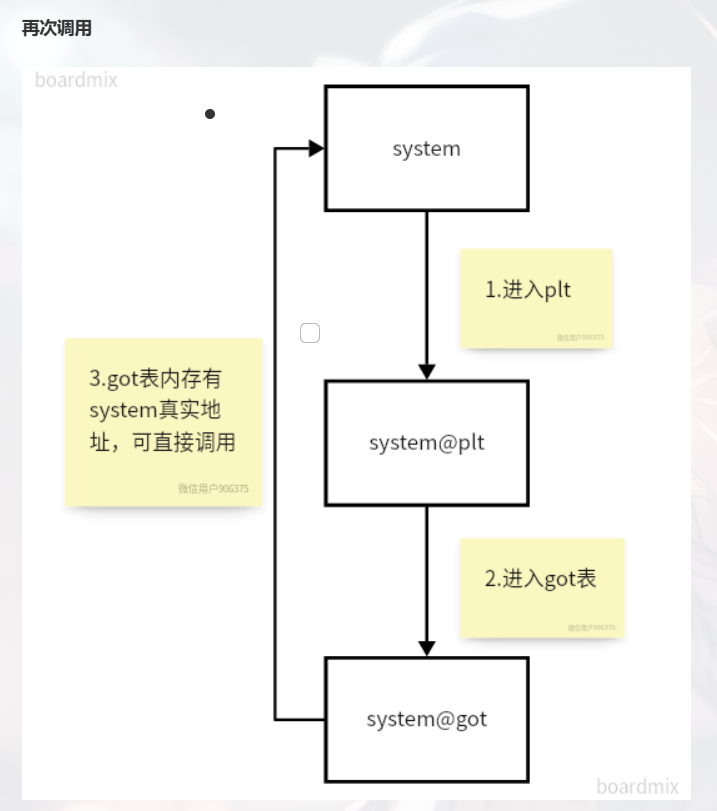 再次调用
boardmix
system
1.进入plt
微信用户906375
3.got表内存有
system真实地
址，可直接调用
微信用户906375
system@plt
2.进入got表
微信用户906375
system@got
boardmix